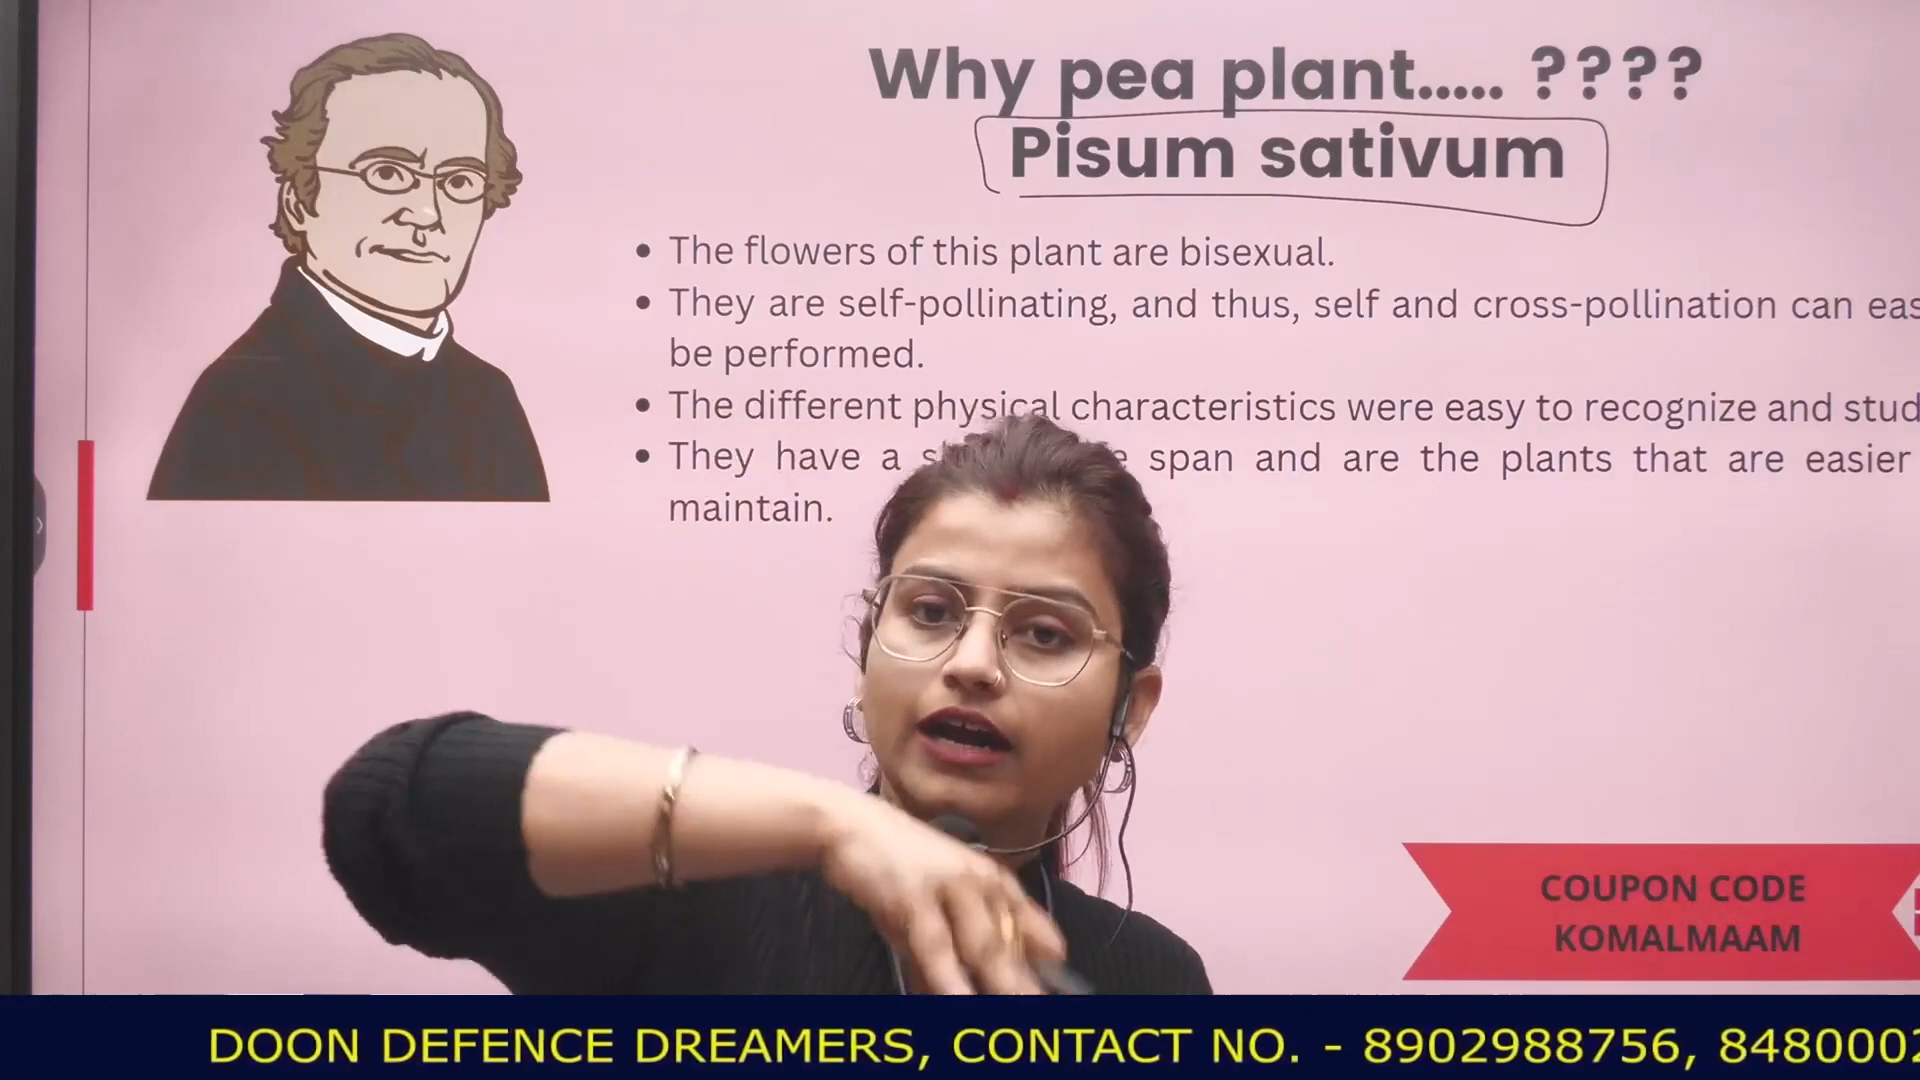 Why pea plant..... ????
Pisum sativum
• The flowers of this plant are bisexual.
• They are self-pollinating, and thus, self and cross-pollination can eas
be performed.
• The different physical characteristics were easy to recognize and stud
• They have a span and are the plants that are easier
maintain.
COUPON CODE
KOMALMAAM
DOON DEFENCE DREAMERS, CONTACT NO. - 8902988756, 848000